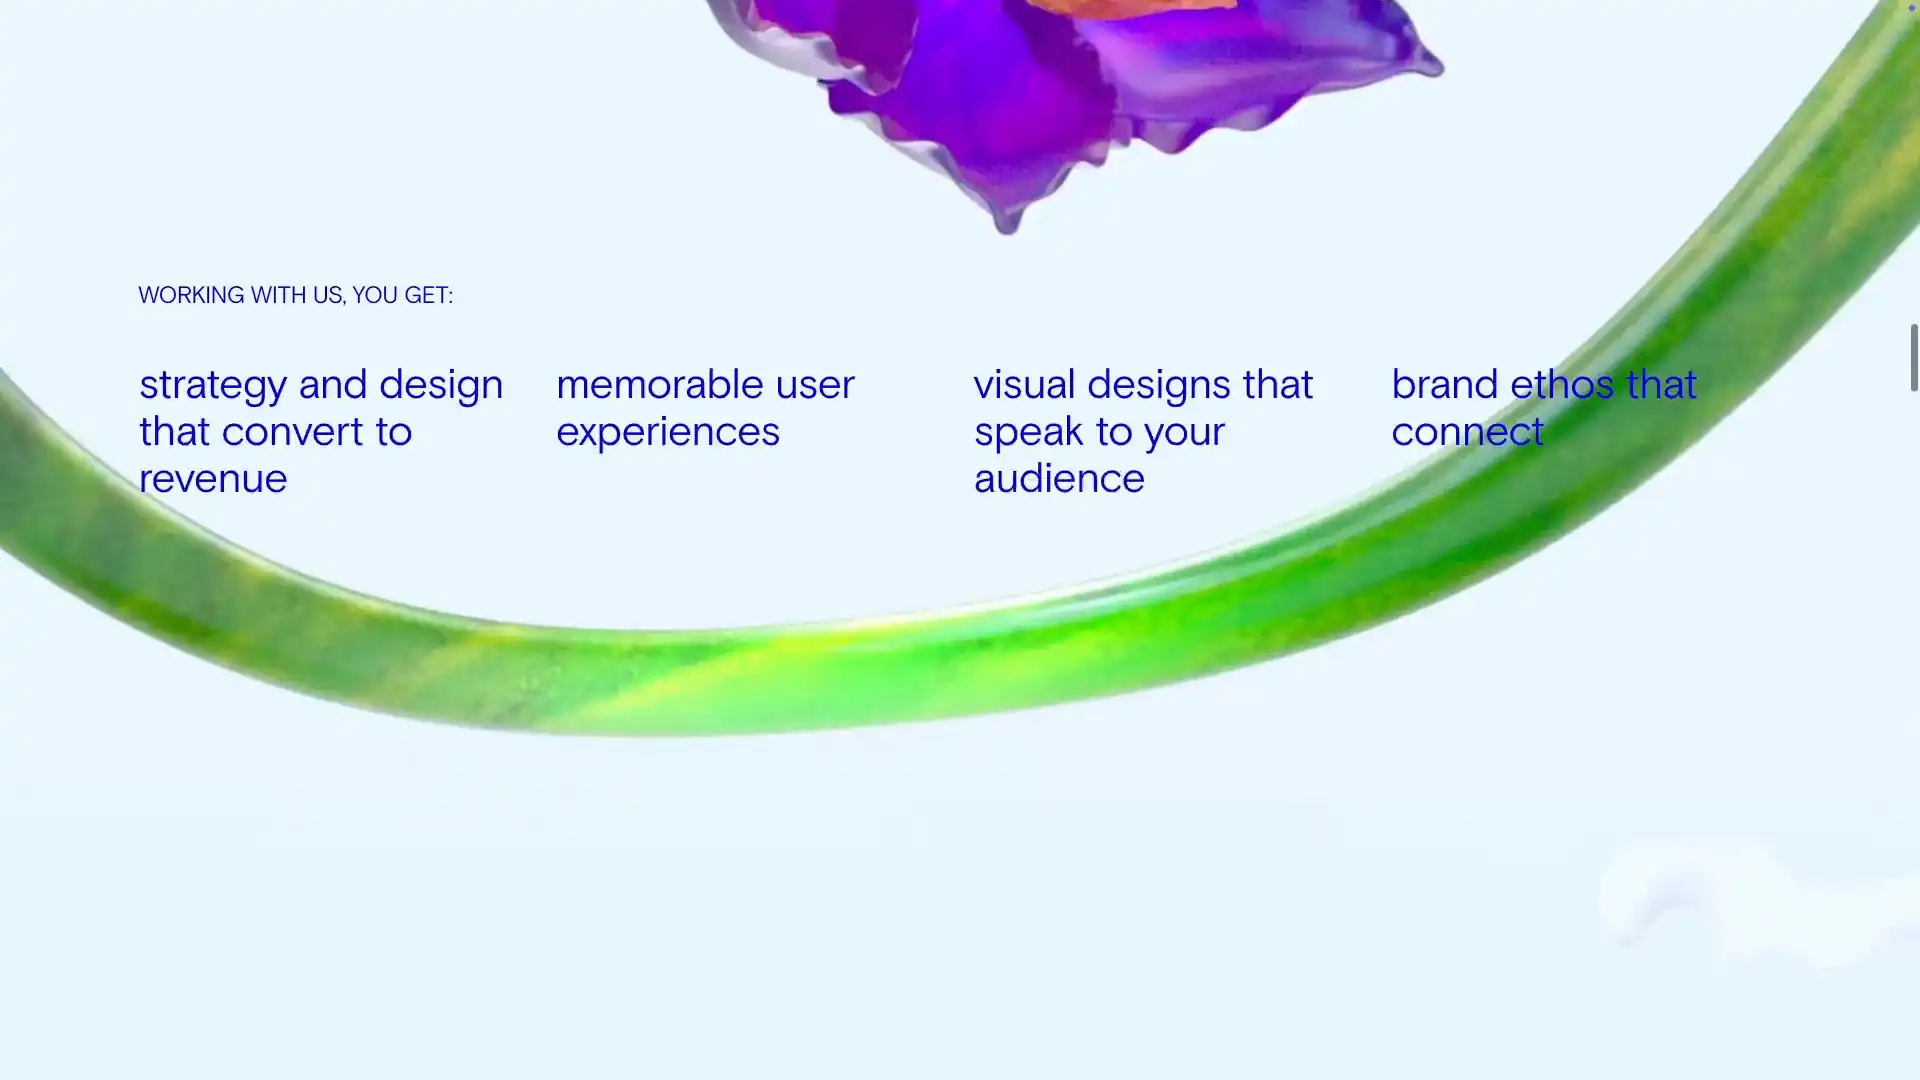 WORKING WITH US, YOU GET:
strategy and design
that convert to
revenue
memorable user
experiences
visual designs that
speak to your
audience
brand ethos that
connect